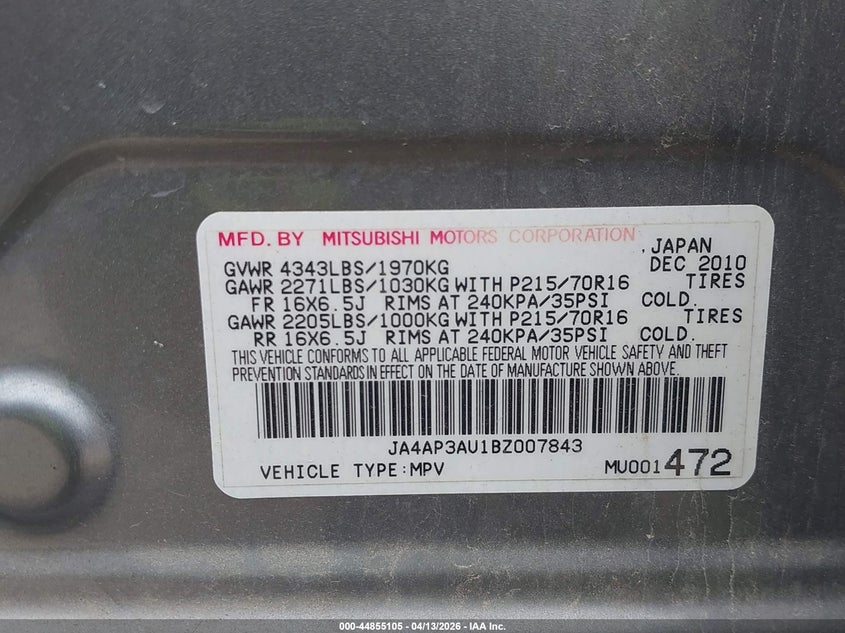 MFD. BY MITSUBISHI MOTORS CORPORATION
, JAPAN
GVWR 4343LBS/1970KG DEC 2010
GAWR 2271LBS/1030KG WITH P215/70R16 TIRES
FR 16X6.5J RIMS AT 240KPA/35PSI COLD.
GAWR 2205LBS/1000KG WITH P215/70R16 TIRES
RR 16X6.5J RIMS AT 240KPA/35PSI COLD.
THIS VEHICLE CONFORMS TO ALL APPLICABLE FEDERAL MOTOR VEHICLE SAFETY AND THEFT
PREVENTION STANDARDS IN EFFECT ON THE DATE OF MANUFACTURE SHOWN ABOVE.
JA4AP3AU1BZ007843
VEHICLE TYPE:MPV MU001472
000-44855105 - 04/13/2026 - IAA Inc.